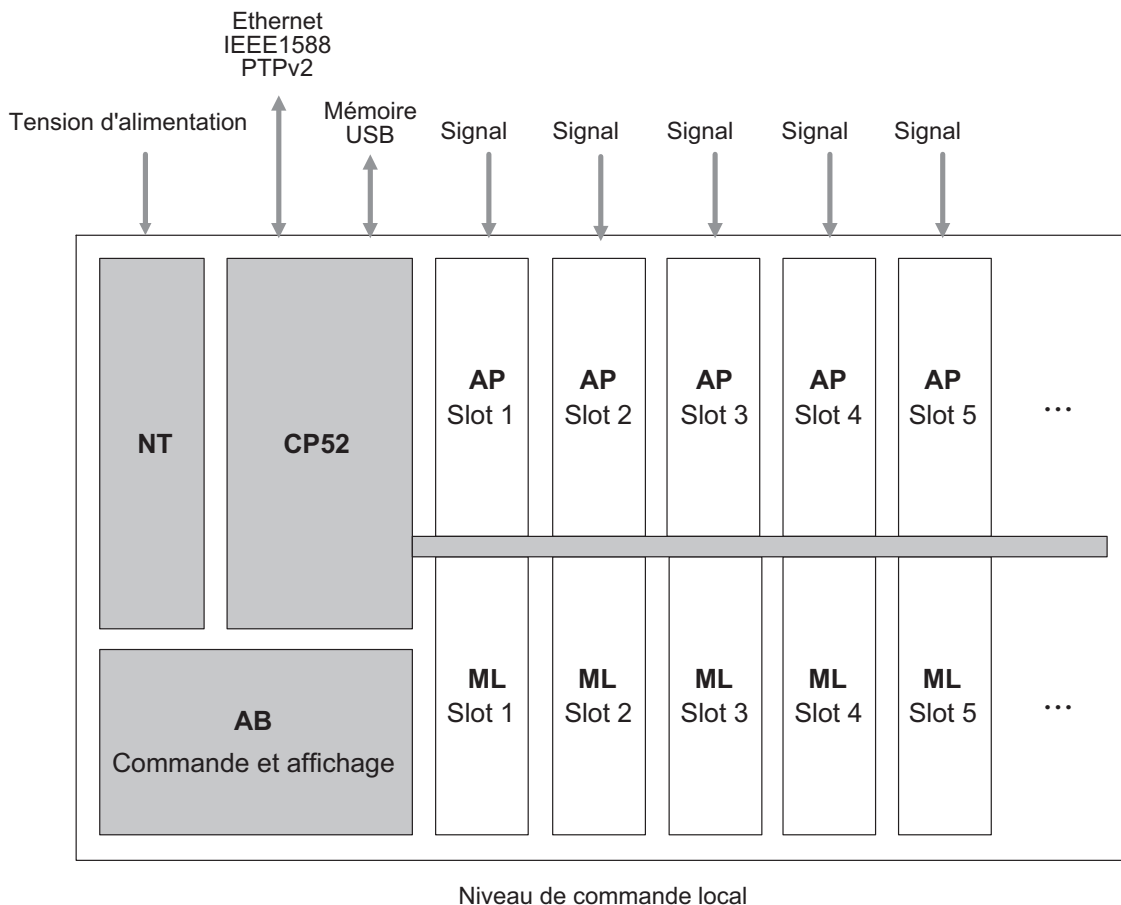 Ethernet
IEEE1588
PTPv2
Tension d'alimentation
Mémoire
USB
Signal
Signal
Signal
Signal
Signal
NT
CP52
AP
Slot 1
AP
Slot 2
AP
Slot 3
AP
Slot 4
AP
Slot 5
...
AB
Commande et affichage
ML
Slot 1
ML
Slot 2
ML
Slot 3
ML
Slot 4
ML
Slot 5
...
Niveau de commande local